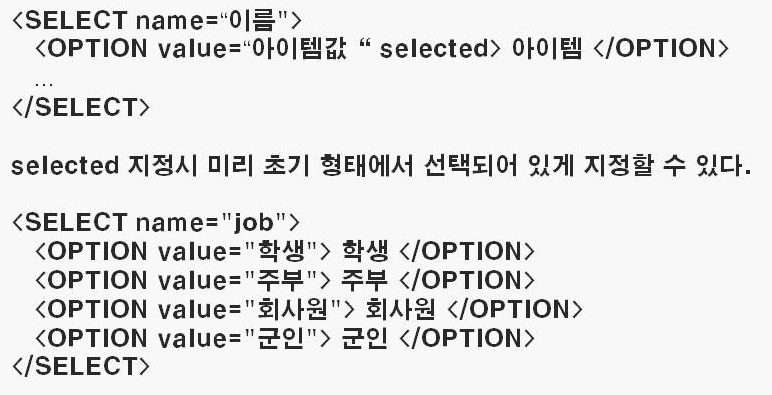 <SELECT name=“이름">
<OPTION value=“아이템값 “ selected> 아이템 </OPTION>
...
</SELECT>
selected 지정시 미리 초기 형태에서 선택되어 있게 지정할 수 있다.
<SELECT name="job">
<OPTION value="학생"> 학생 </OPTION>
<OPTION value="주부"> 주부 </OPTION>
<OPTION value="회사원"> 회사원 </OPTION>
<OPTION value="군인"> 군인 </OPTION>
</SELECT>